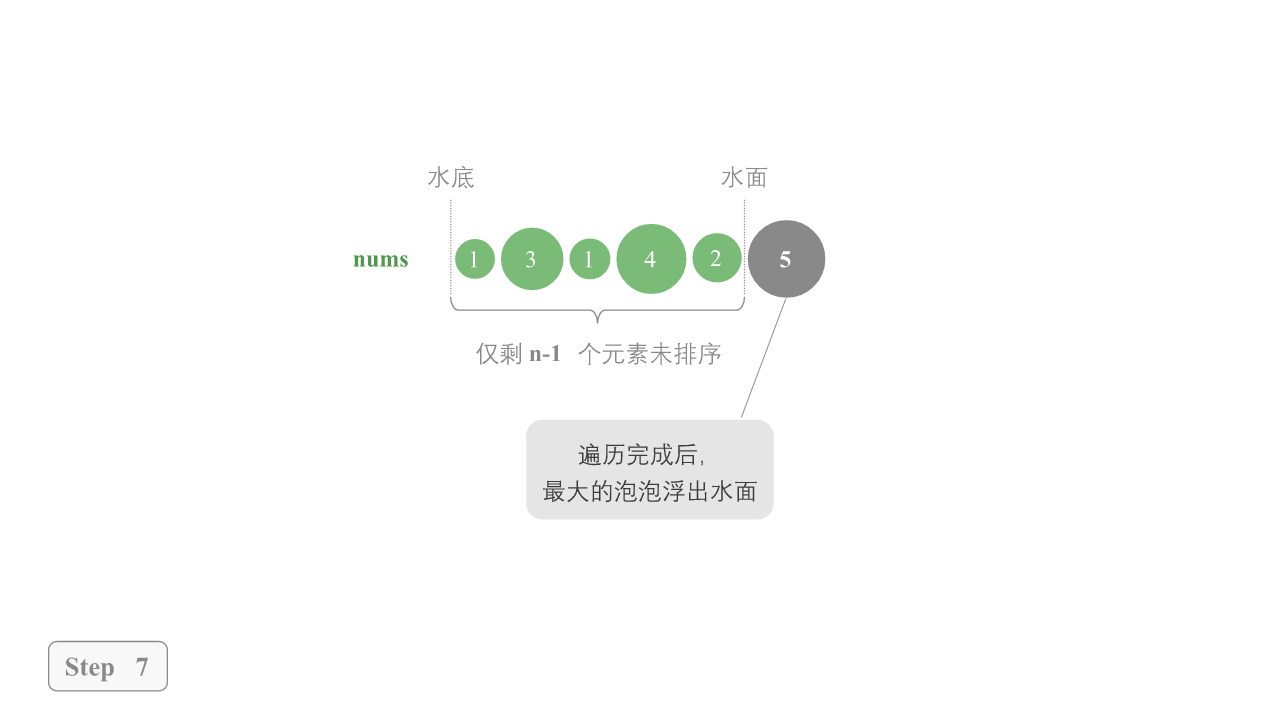 水底 水面
nums 1 3 1 4 2 5
仅剩 n-1 个元素未排序
遍历完成后,
最大的泡泡浮出水面
Step 7